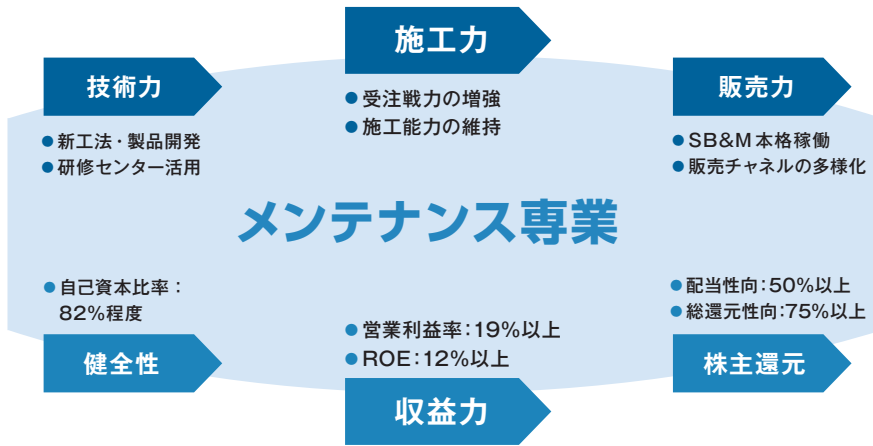 技術力
● 新工法・製品開発
● 研修センター活用
施工力
● 受注戦力の増強
● 施工能力の維持
販売力
● SB&M本格稼働
● 販売チャネルの多様化
メンテナンス専業
● 自己資本比率：
82%程度
健全性
● 営業利益率：19%以上
● ROE：12%以上
収益力
● 配当性向：50%以上
● 総還元性向：75%以上
株主還元